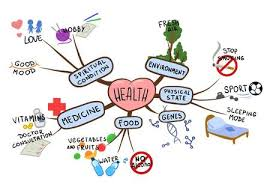 LOVE
HOBBY
GOOD
MOOD
SPIRITUAL
CONDITION
FRESH
AIR
ENVIRONMENT
STOP
SMOKING
HEALTH
PHYSICAL
STATE
SPORT
SLEEPING
MODE
GENES
MEDICINE
VITAMINS
DOCTOR
CONSULTATION
FOOD
VEGETABLES
AND FRUITS
WATER
NO
ALCOHOL